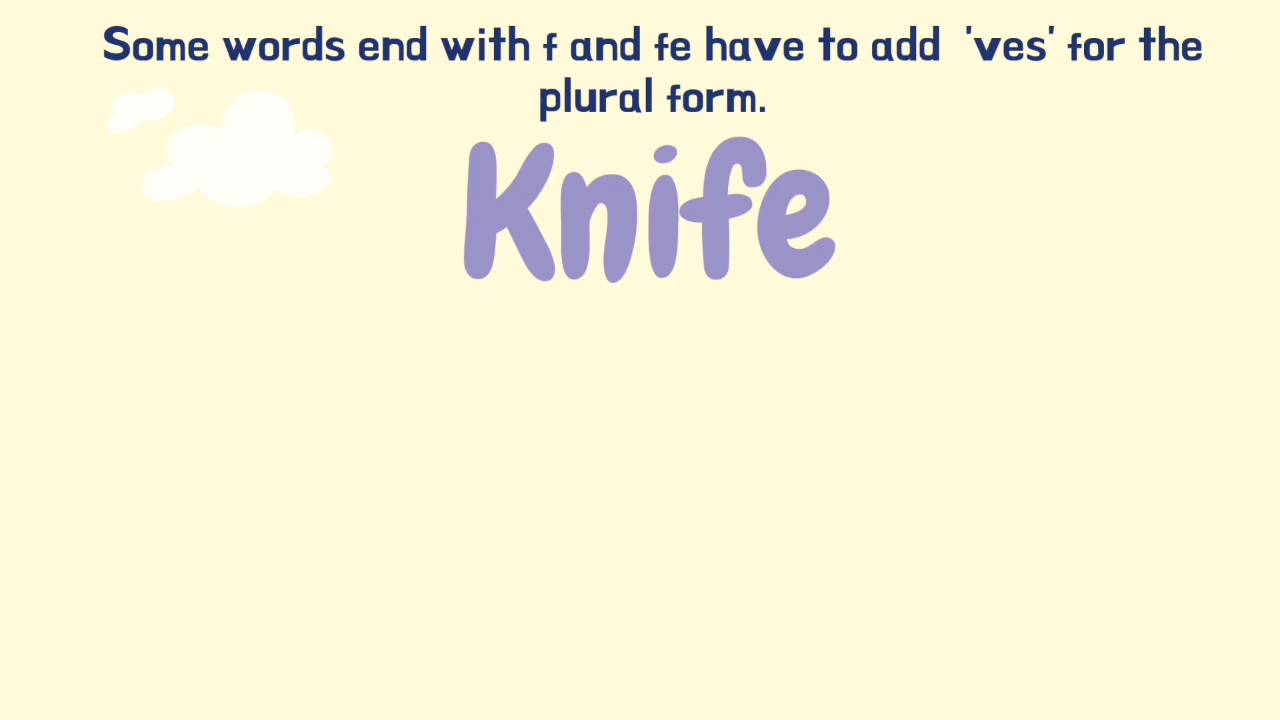 Some words end with f and fe have to add 'ves' for the
plural form.
Knife